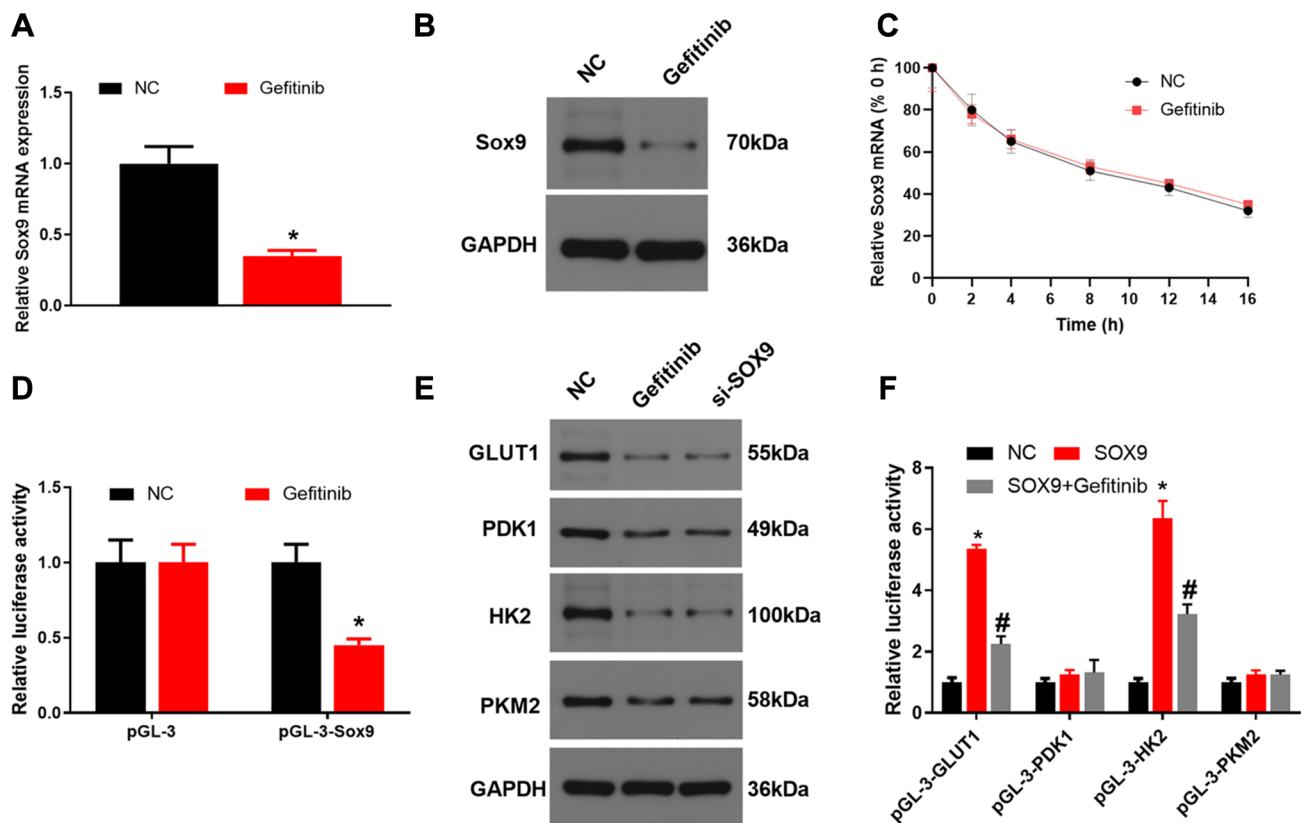 A
Relative Sox9 mRNA expression
NC
Gefitinib
1.5
1.0
0.5
0.0
*
B
NC
Gefitinib
Sox9
70kDa
GAPDH
36kDa
C
Relative Sox9 mRNA (% 0 h)
100
80
60
40
20
0
NC
Gefitinib
0 2 4 6 8 10 12 14 16
Time (h)
D
Relative luciferase activity
NC
Gefitinib
1.5
1.0
0.5
0.0
*
pGL-3
pGL-3-Sox9
E
NC
Gefitinib
si-SOX9
GLUT1
55kDa
PDK1
49kDa
HK2
100kDa
PKM2
58kDa
GAPDH
36kDa
F
Relative luciferase activity
NC
SOX9
SOX9+Gefitinib
8
6
4
2
0
*
#
*
#
pGL-3-GLUT1
pGL-3-PDK1
pGL-3-HK2
pGL-3-PKM2